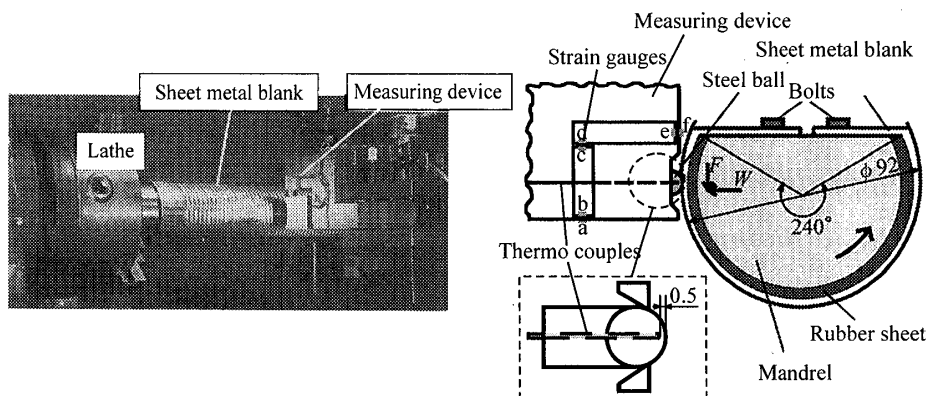 Sheet metal blank
Measuring device
Lathe
Measuring device
Strain gauges
Sheet metal blank
Steel ball
Bolts
d
e
f
c
F
W
φ 92
b
a
240°
Thermo couples
0.5
Rubber sheet
Mandrel